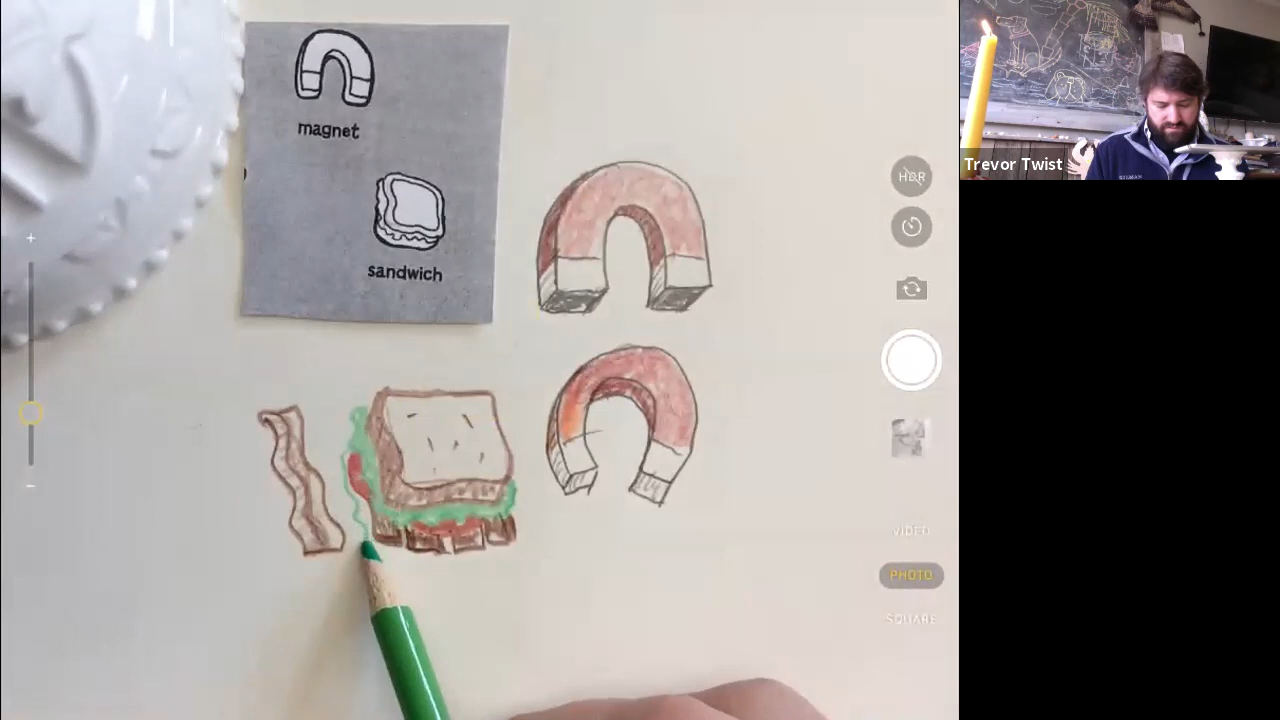 magnet
sandwich
HDR
VIDEO
PHOTO
SQUARE
Trevor Twist